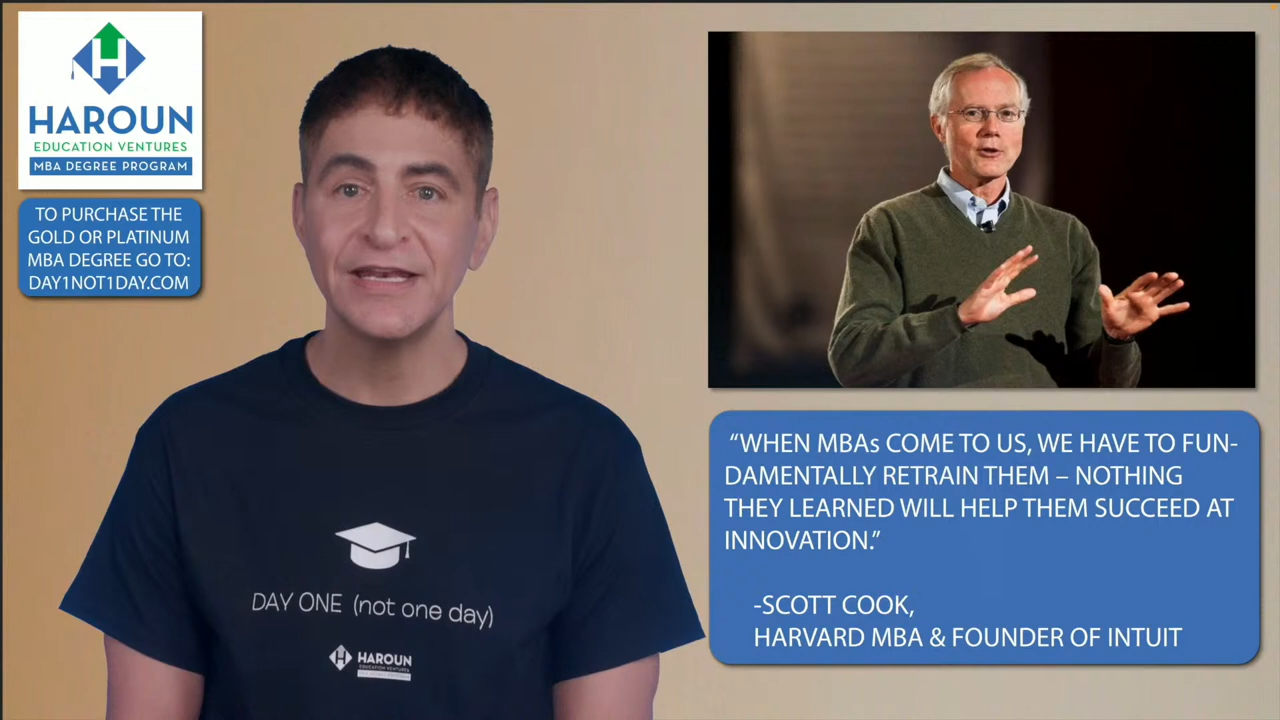 H
HAROUN
EDUCATION VENTURES
MBA DEGREE PROGRAM
TO PURCHASE THE
GOLD OR PLATINUM
MBA DEGREE GO TO:
DAY1NOT1DAY.COM
DAY ONE (not one day)
H
HAROUN
EDUCATION VENTURES
“WHEN MBAs COME TO US, WE HAVE TO FUN-
DAMENTALLY RETRAIN THEM – NOTHING
THEY LEARNED WILL HELP THEM SUCCEED AT
INNOVATION.”
-SCOTT COOK,
HARVARD MBA & FOUNDER OF INTUIT